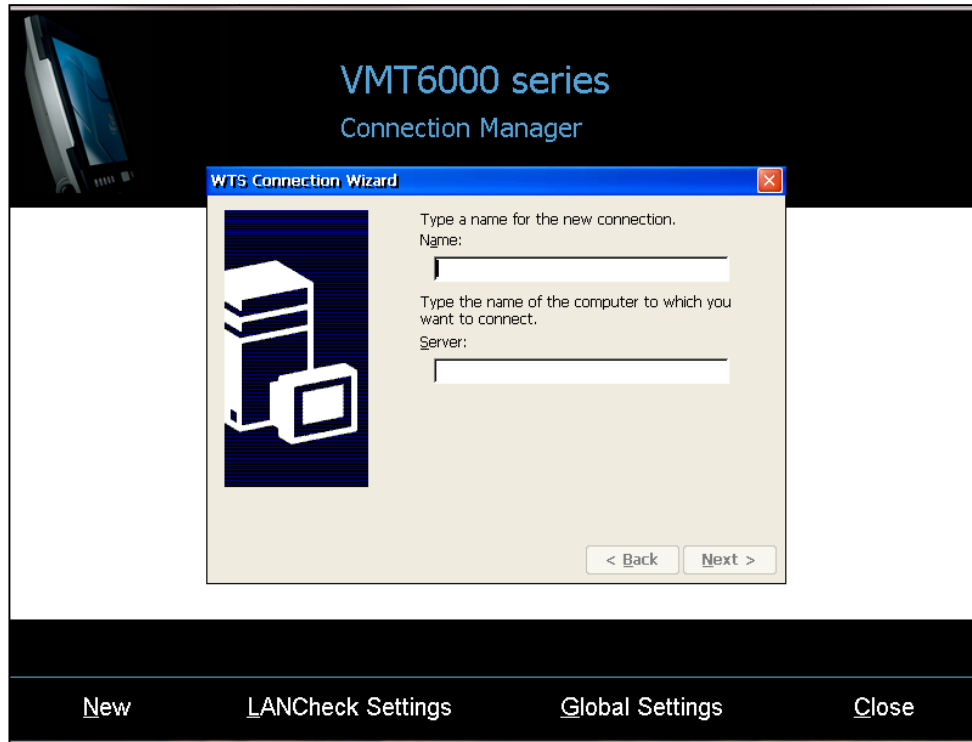 VMT6000 series
Connection Manager
WTS Connection Wizard
Type a name for the new connection.
Name:
Type the name of the computer to which you
want to connect.
Server:
< Back
Next >
New
LANCheck Settings
Global Settings
Close